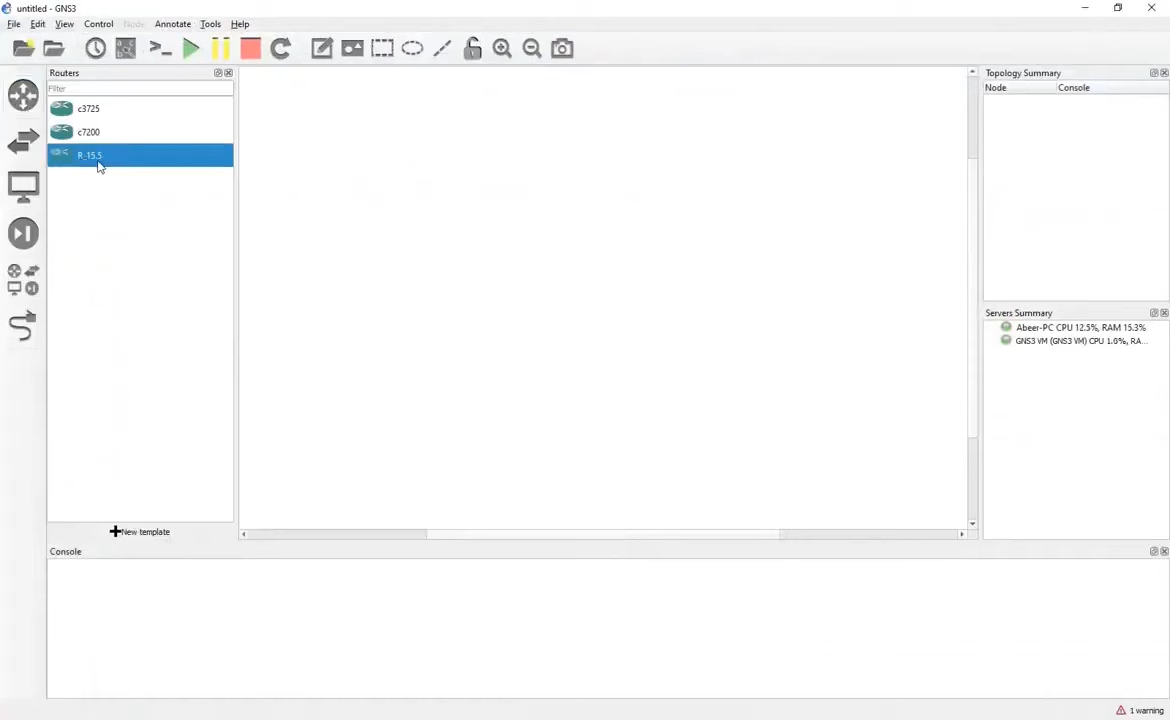 untitled - GNS3
File Edit View Control Node Annotate Tools Help
Routers
Filter
c3725
c7200
R_15.5
New template
Topology Summary
Node Console
Servers Summary
Abeer-PC CPU 12.5%, RAM 15.3%
GNS3 VM (GNS3 VM) CPU 1.0%, RA...
Console
1 warning